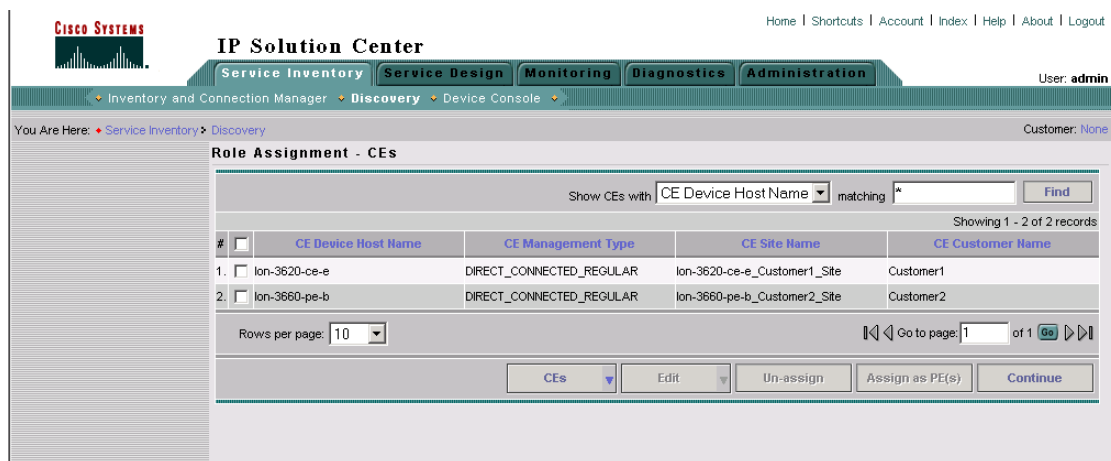 Home | Shortcuts | Account | Index | Help | About | Logout
CISCO SYSTEMS
IP Solution Center
Service Inventory Service Design Monitoring Diagnostics Administration
User: admin
Inventory and Connection Manager Discovery Device Console
You Are Here: Service Inventory Discovery Customer: None
Role Assignment - CEs
Show CEs with CE Device Host Name matching * Find
Showing 1 - 2 of 2 records
# CE Device Host Name CE Management Type CE Site Name CE Customer Name
1. lon-3620-ce-e DIRECT_CONNECTED_REGULAR lon-3620-ce-e_Customer1_Site Customer1
2. lon-3660-pe-b DIRECT_CONNECTED_REGULAR lon-3660-pe-b_Customer2_Site Customer2
Rows per page: 10 Go to page: 1 of 1 Go
CEs Edit Un-assign Assign as PE(s) Continue